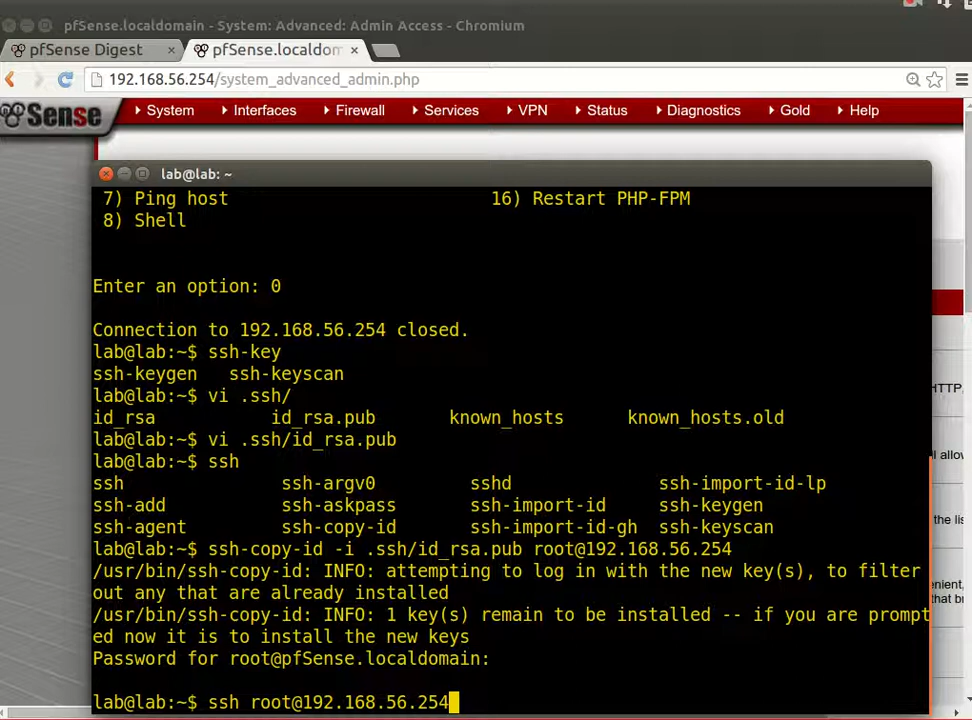 pfSense.localdomain - System: Advanced: Admin Access - Chromium
pfSense Digest × pfSense.localdom ×
192.168.56.254/system_advanced_admin.php
Sense System Interfaces Firewall Services VPN Status Diagnostics Gold Help
lab@lab: ~
7) Ping host 16) Restart PHP-FPM
8) Shell
Enter an option: 0
Connection to 192.168.56.254 closed.
lab@lab:~$ ssh-key
ssh-keygen ssh-keyscan
lab@lab:~$ vi .ssh/
id_rsa id_rsa.pub known_hosts known_hosts.old
lab@lab:~$ vi .ssh/id_rsa.pub
lab@lab:~$ ssh
ssh ssh-argv0 sshd ssh-import-id-lp
ssh-add ssh-askpass ssh-import-id ssh-keygen
ssh-agent ssh-copy-id ssh-import-id-gh ssh-keyscan
lab@lab:~$ ssh-copy-id -i .ssh/id_rsa.pub root@192.168.56.254
/usr/bin/ssh-copy-id: INFO: attempting to log in with the new key(s), to filter
out any that are already installed
/usr/bin/ssh-copy-id: INFO: 1 key(s) remain to be installed -- if you are prompt
ed now it is to install the new keys
Password for root@pfSense.localdomain:
lab@lab:~$ ssh root@192.168.56.254
HTTP.
l allow
the list
enient,
that br